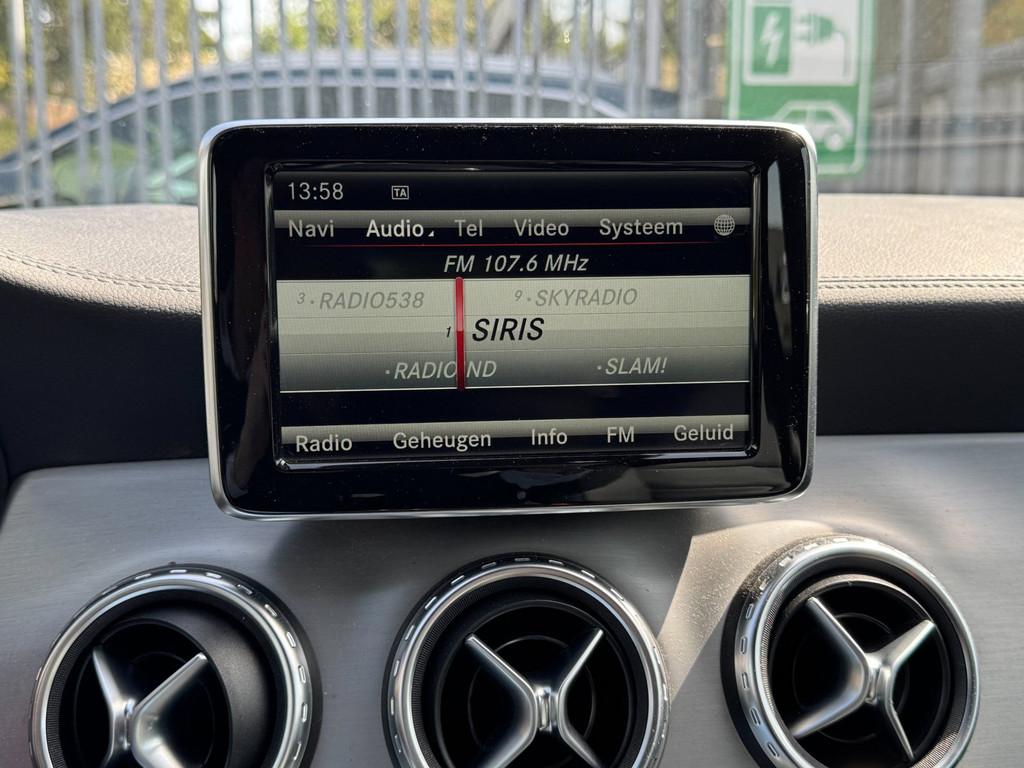 13:58 TA
Navi Audio Tel Video Systeem
FM 107.6 MHz
3 · RADIO538 9 · SKYRADIO
1 SIRIS
· RADIO ND · SLAM!
Radio Geheugen Info FM Geluid